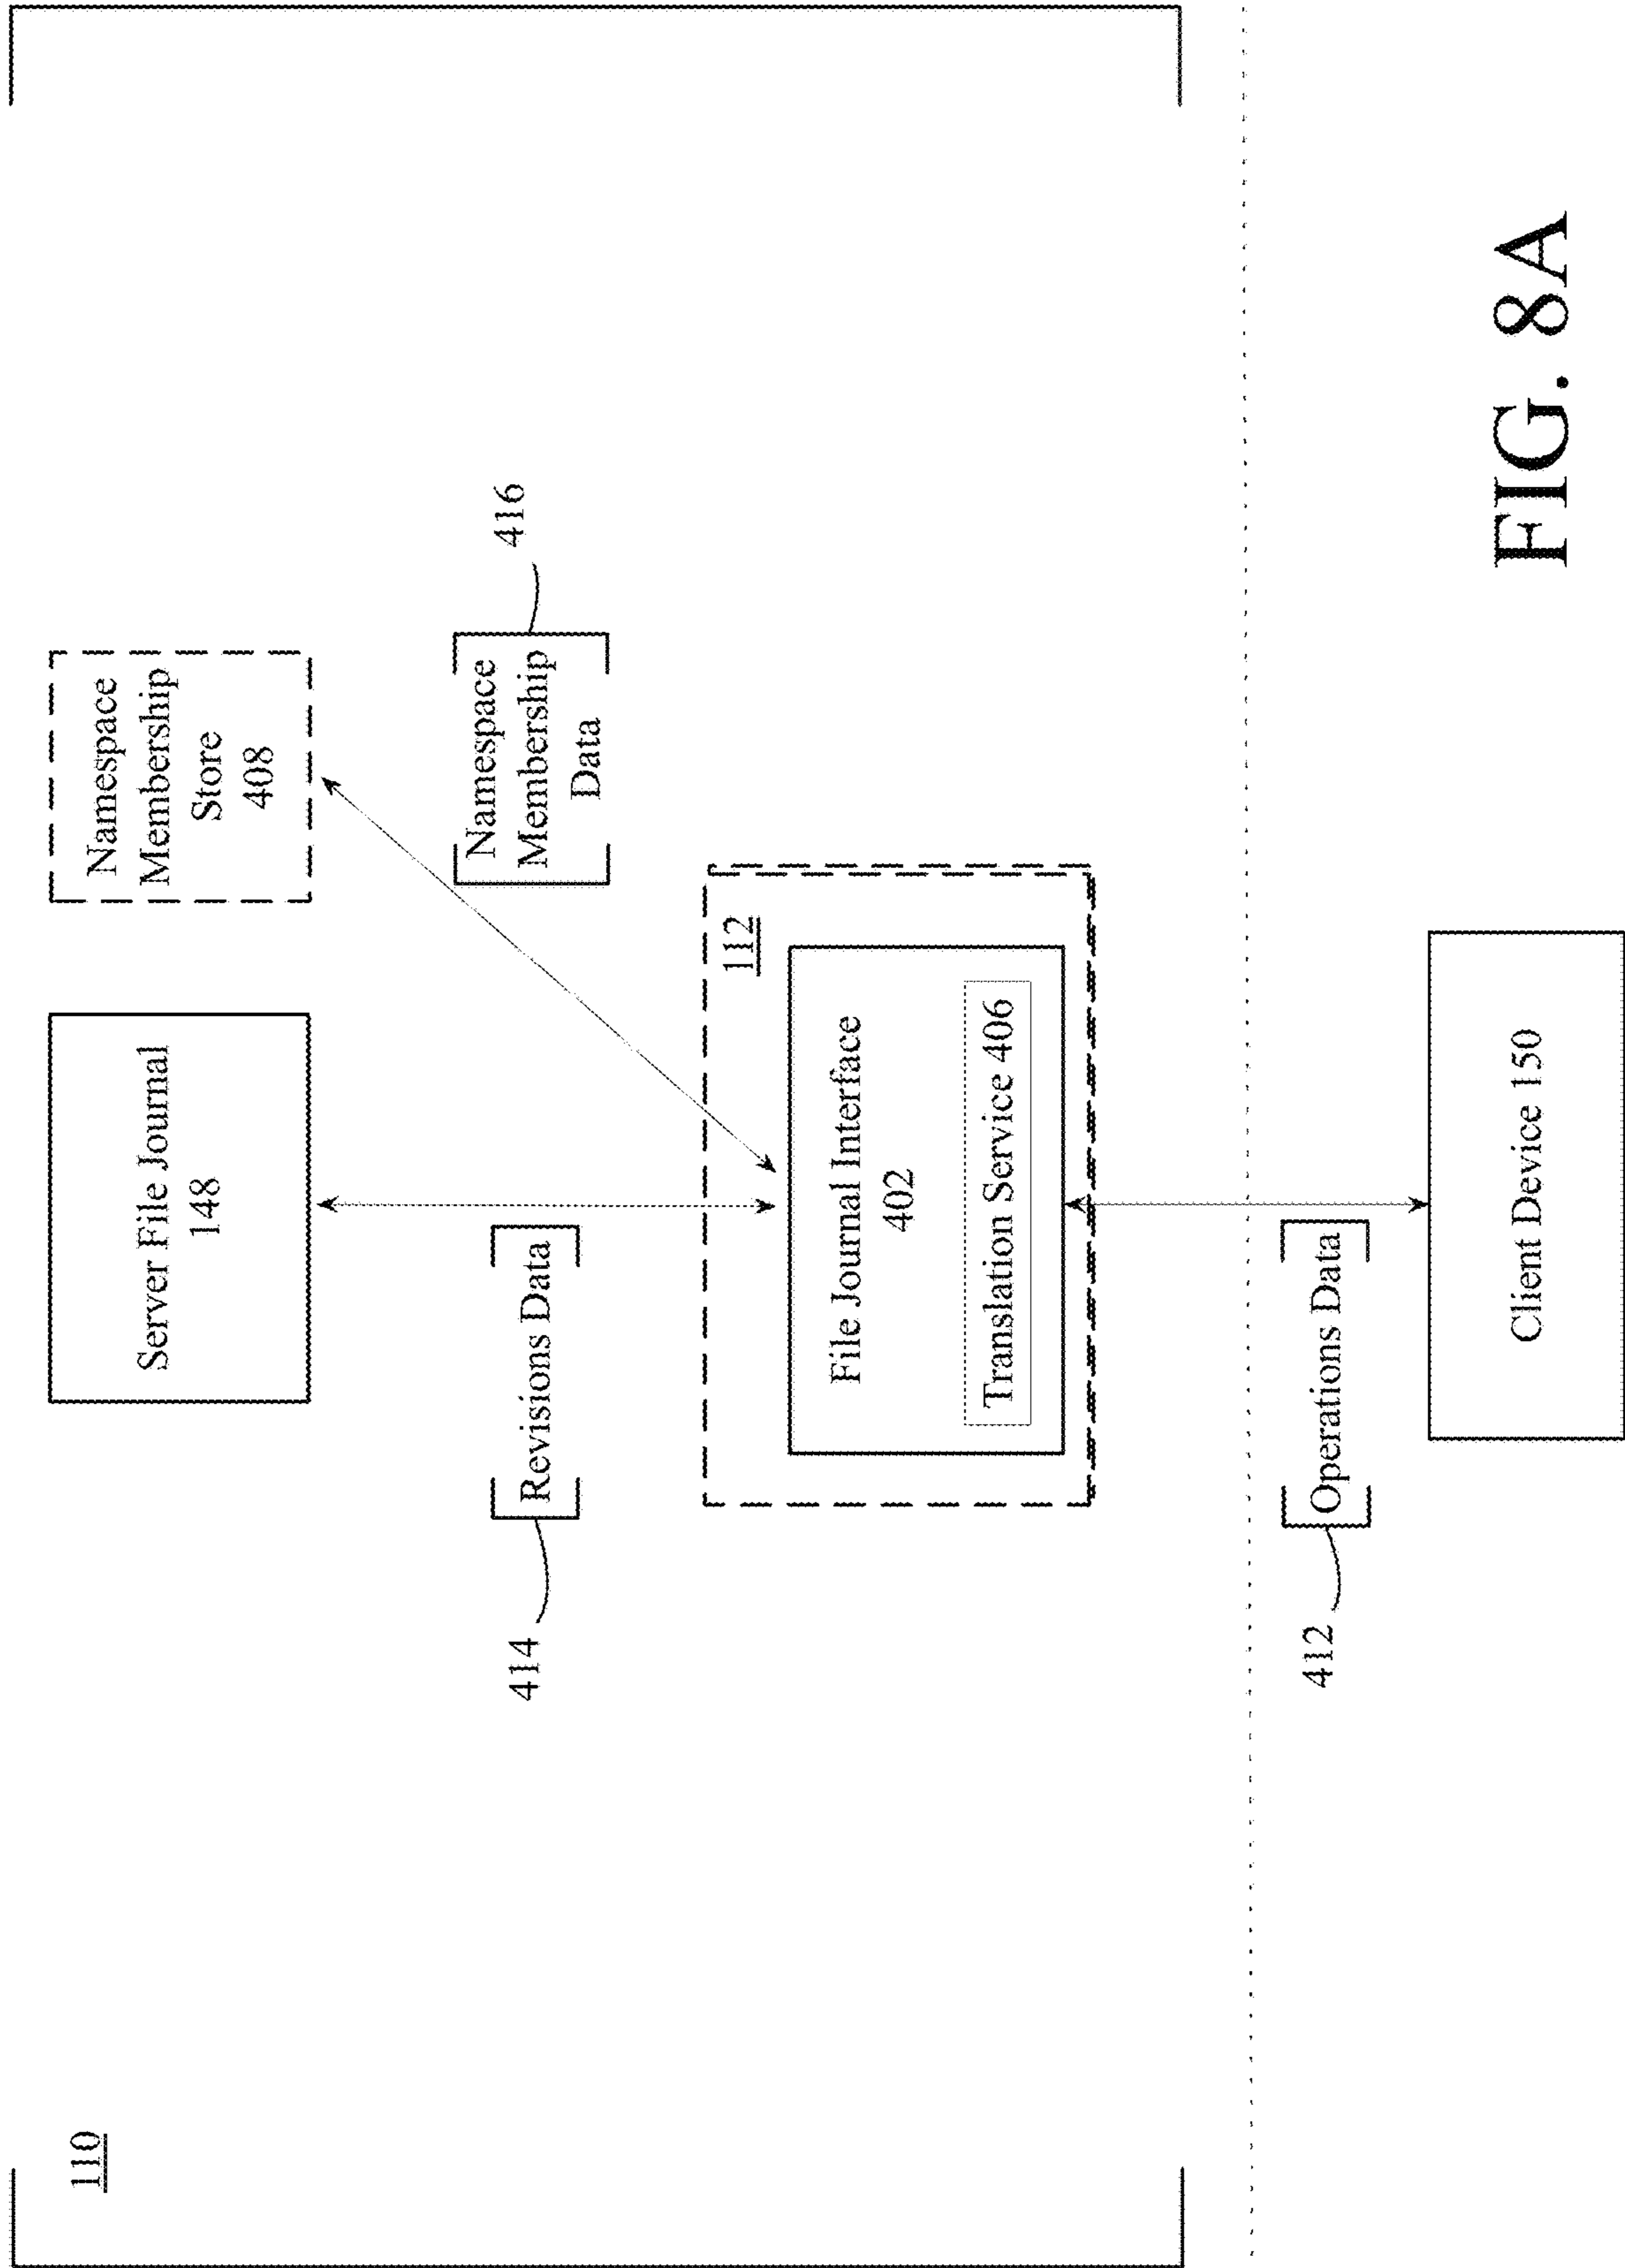 110
Server File Journal
148
Namespace
Membership
Store
408
414
Revisions Data
Namespace
Membership
Data
416
112
File Journal Interface
402
Translation Service 406
412
Operations Data
Client Device 150
FIG. 8A